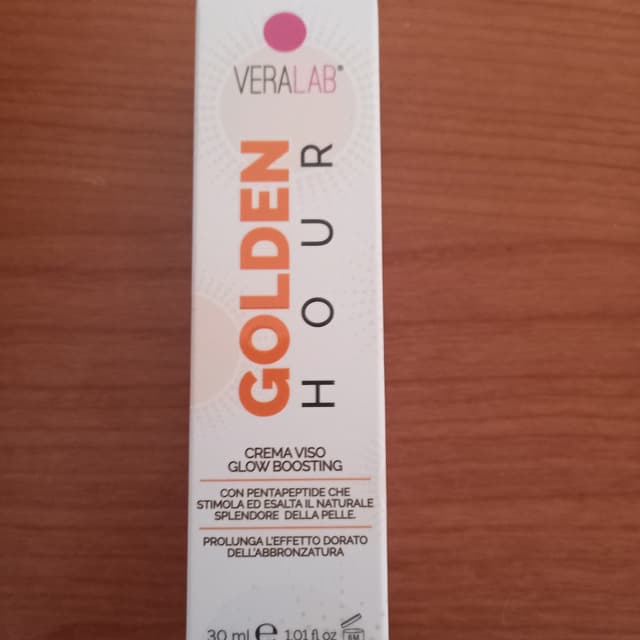 VERALAB®
GOLDEN
HOUR
CREMA VISO
GLOW BOOSTING
CON PENTAPEPTIDE CHE
STIMOLA ED ESALTA IL NATURALE
SPLENDORE DELLA PELLE.
PROLUNGA L'EFFETTO DORATO
DELL'ABBRONZATURA
30 ml e 1.01 fl oz 6M